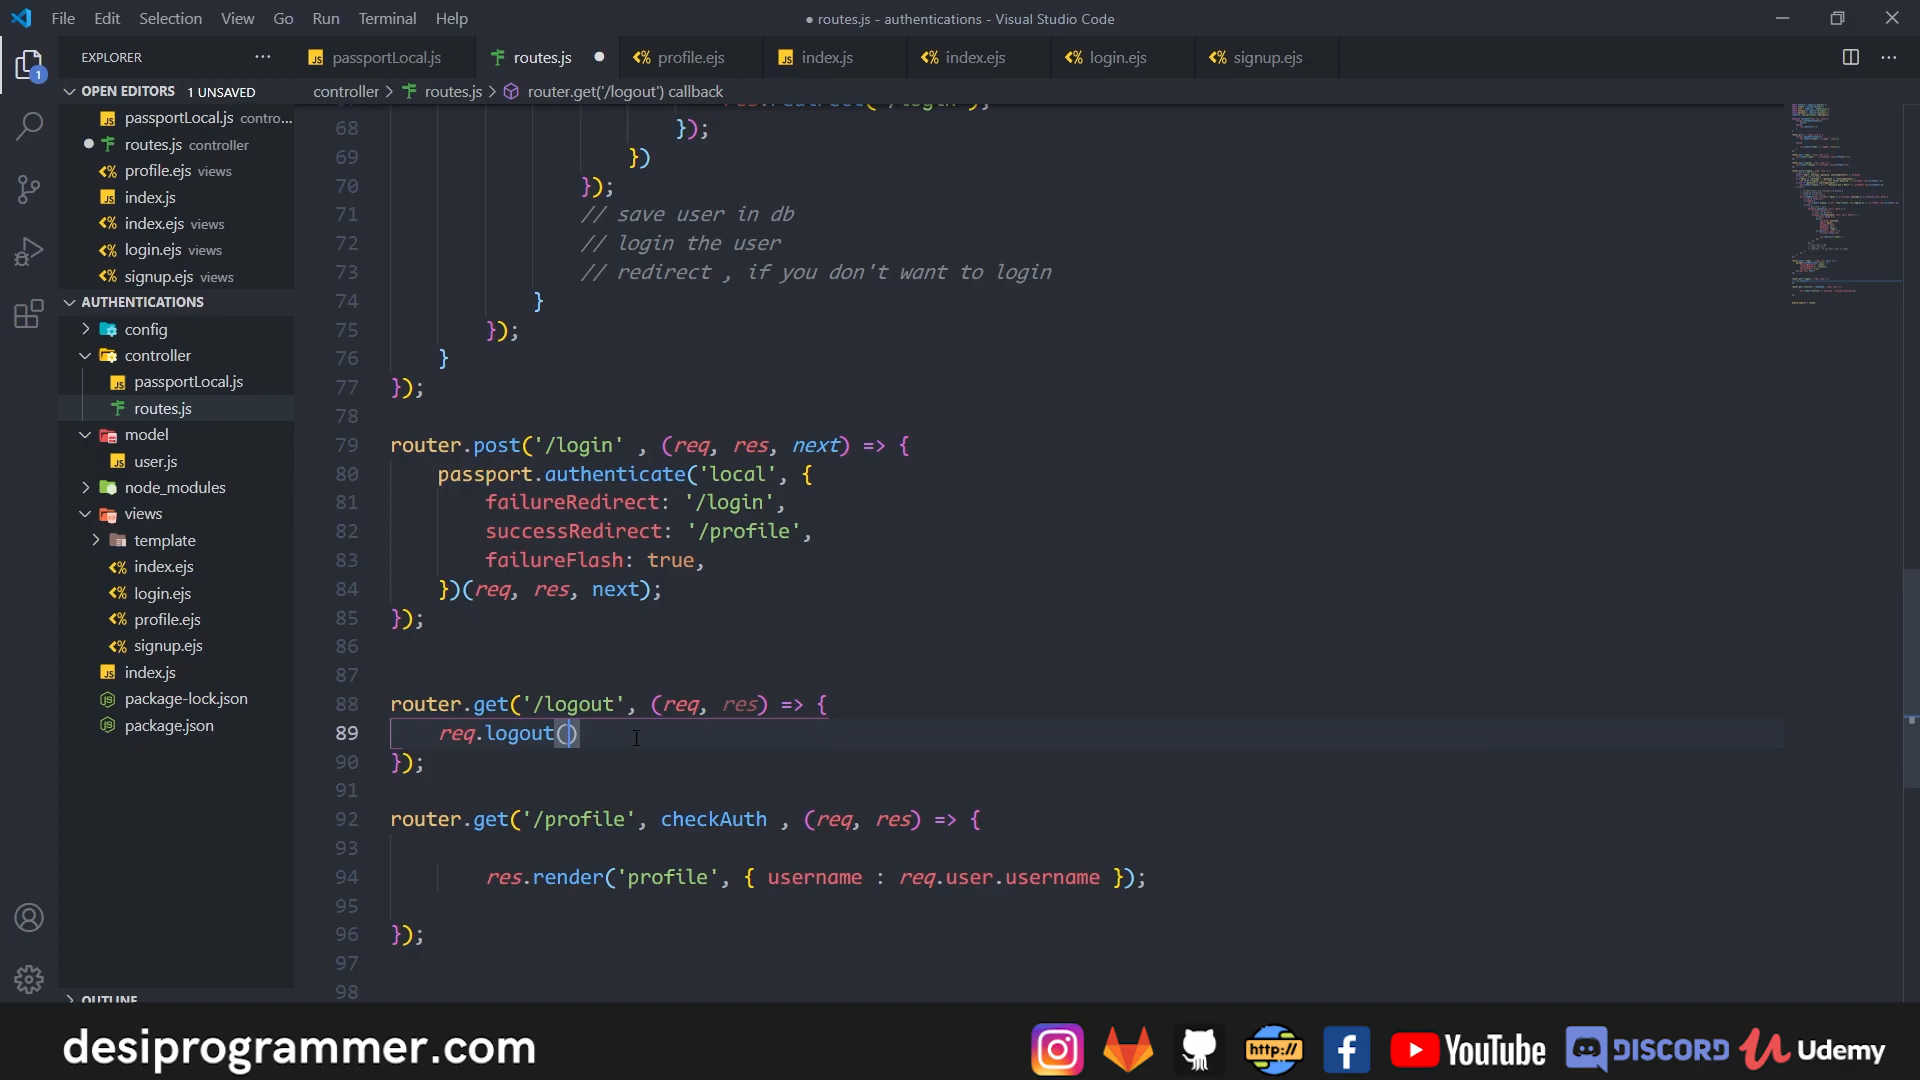 File Edit Selection View Go Run Terminal Help
● routes.js - authentications - Visual Studio Code
EXPLORER ···
passportLocal.js
routes.js
profile.ejs
index.js
index.ejs
login.ejs
signup.ejs
1
OPEN EDITORS 1 UNSAVED
controller > routes.js > router.get('/logout') callback
passportLocal.js contro...
routes.js controller
profile.ejs views
index.js
index.ejs views
login.ejs views
signup.ejs views
AUTHENTICATIONS
config
controller
passportLocal.js
routes.js
model
user.js
node_modules
views
template
index.ejs
login.ejs
profile.ejs
signup.ejs
index.js
package-lock.json
package.json
OUTLINE
68 });
69 })
70 });
71 // save user in db
72 // login the user
73 // redirect , if you don't want to login
74 }
75 });
76 }
77 });
78
79 router.post('/login' , (req, res, next) => {
80 passport.authenticate('local', {
81 failureRedirect: '/login',
82 successRedirect: '/profile',
83 failureFlash: true,
84 })(req, res, next);
85 });
86
87
88 router.get('/logout', (req, res) => {
89 req.logout()
90 });
91
92 router.get('/profile', checkAuth , (req, res) => {
93
94 res.render('profile', { username : req.user.username });
95
96 });
97
98
desiprogrammer.com
http://
YouTube
DISCORD
Udemy